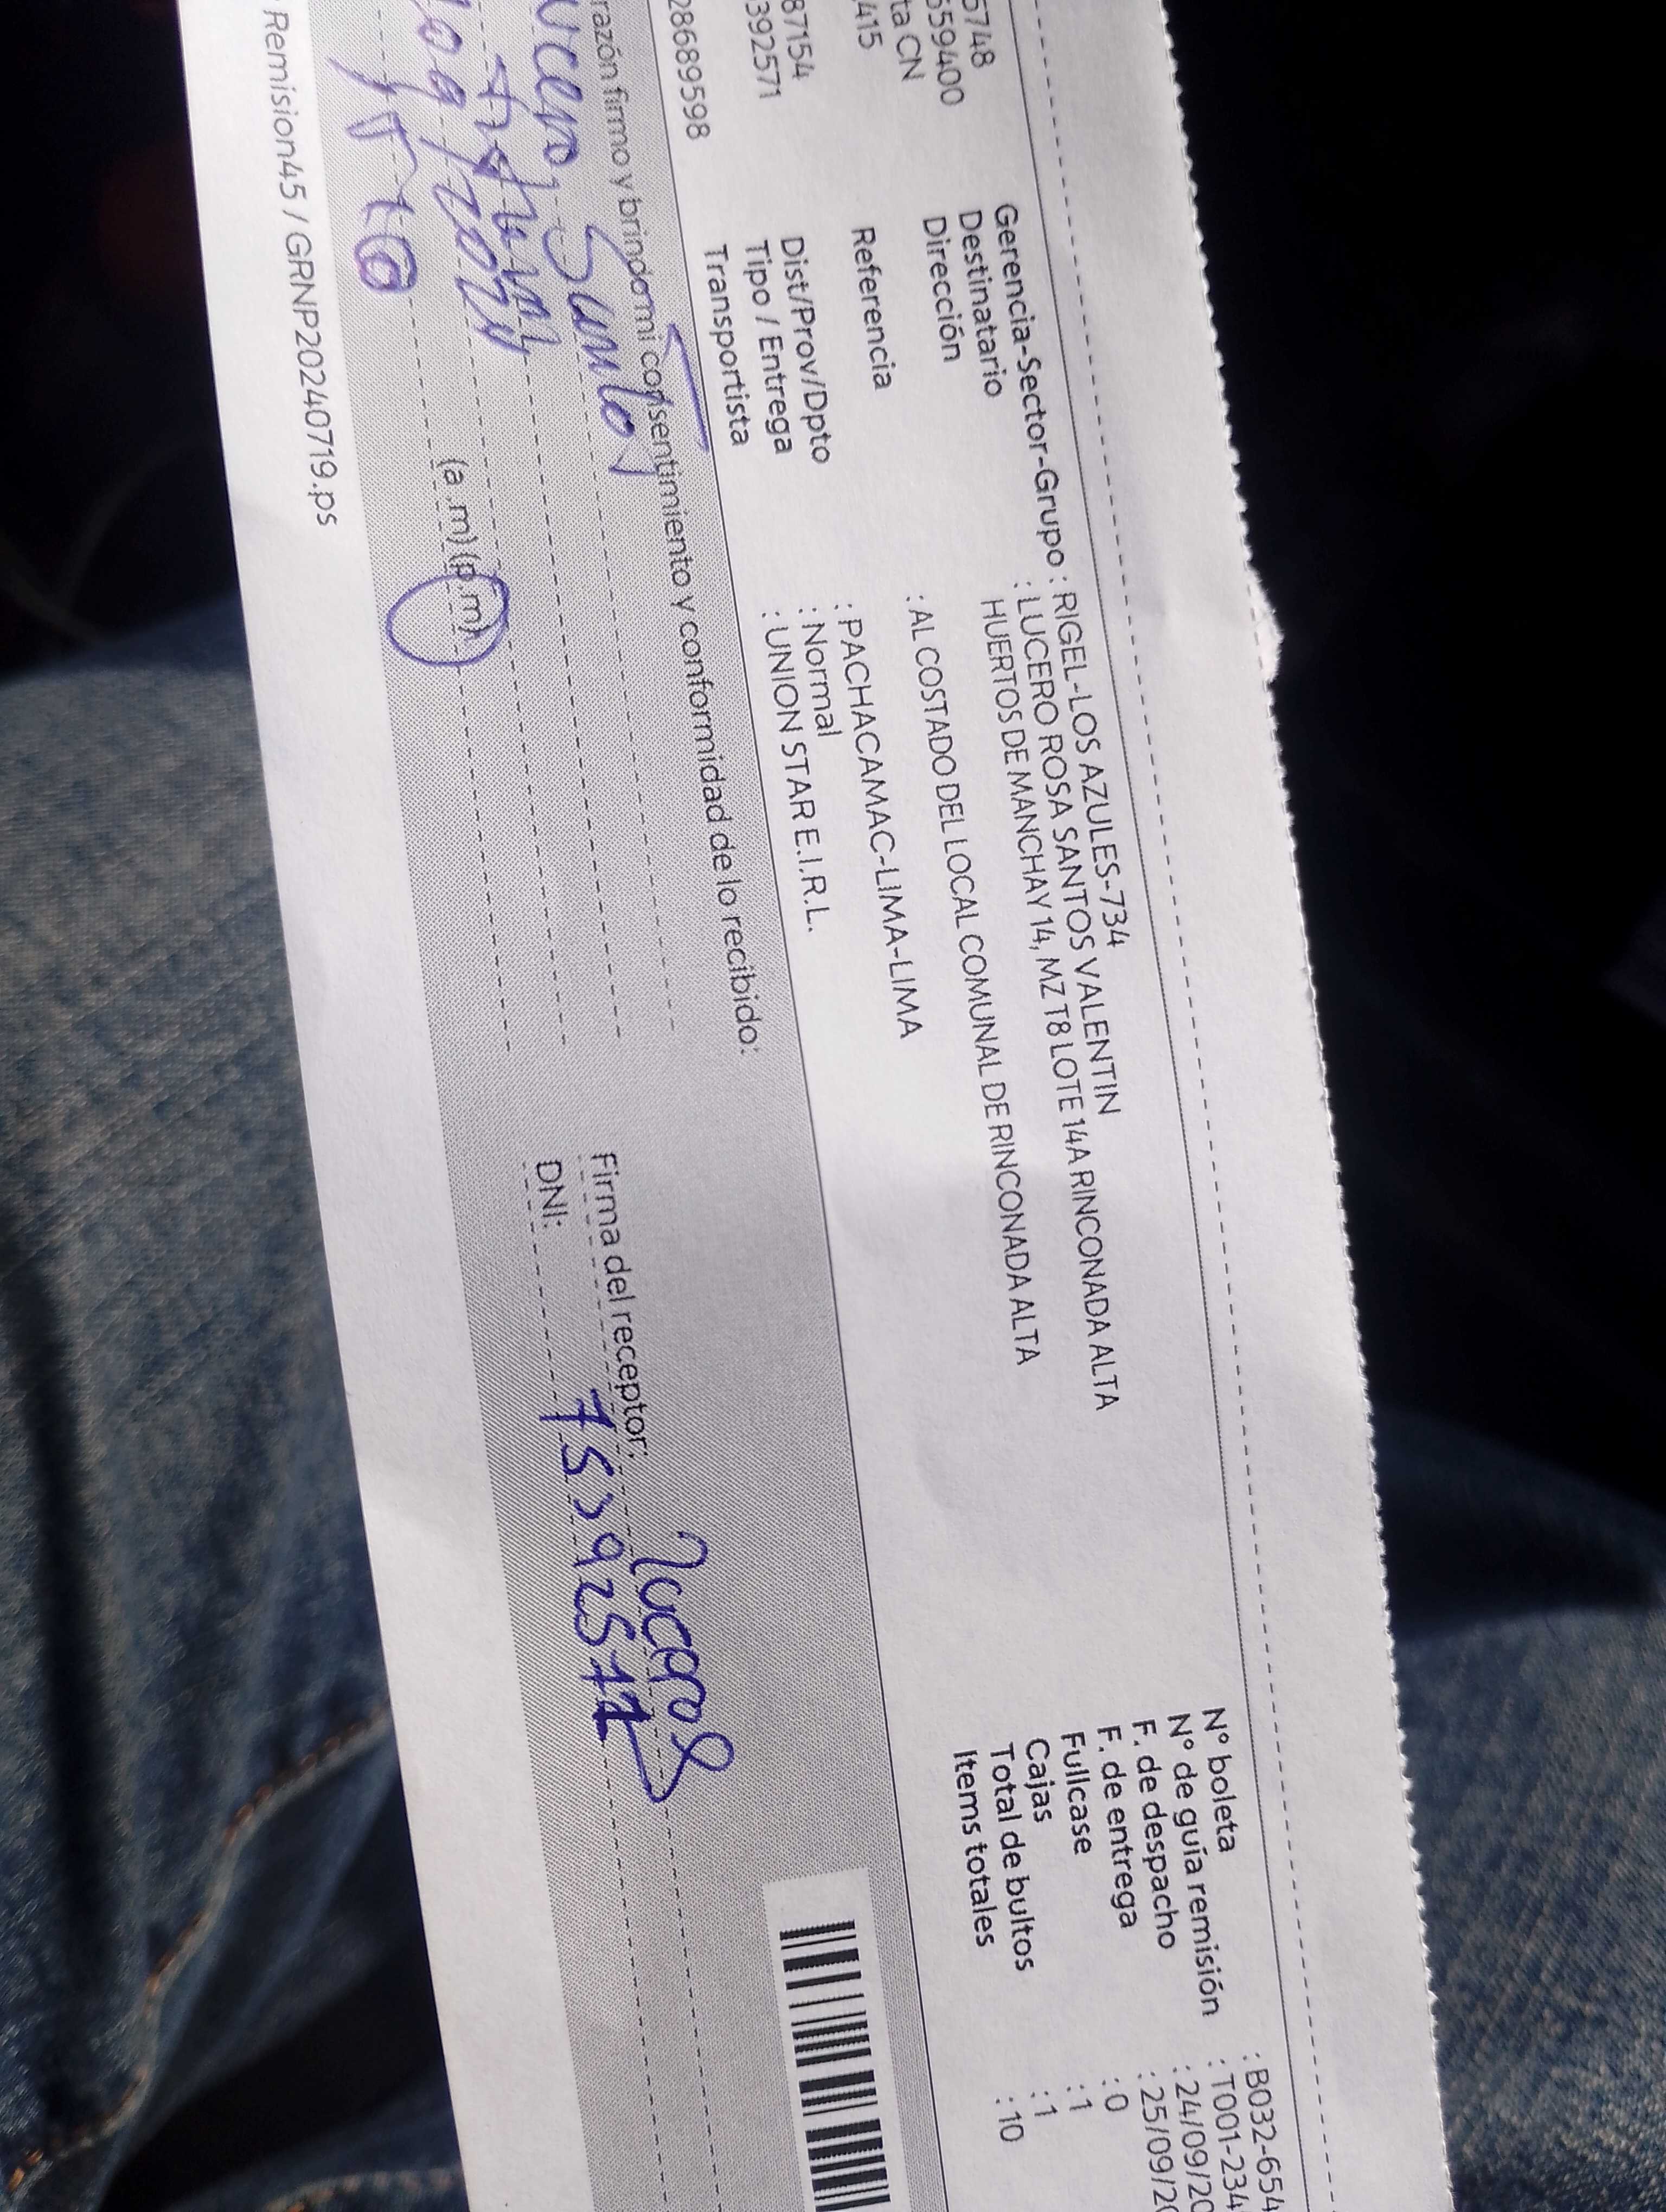 5748
559400
ta CN
415
87154
392571
28689598
Gerencia-Sector-Grupo : RIGEL-LOS AZULES-734
Destinatario : LUCERO ROSA SANTOS VALENTIN
Dirección HUERTOS DE MANCHAY 14, MZ T8 LOTE 14A RINCONADA ALTA
Referencia : AL COSTADO DEL LOCAL COMUNAL DE RINCONADA ALTA
Dist/Prov/Dpto : PACHACAMAC-LIMA-LIMA
Tipo / Entrega : Normal
Transportista : UNION STAR E.I.R.L.
N° boleta : B032-654
N° de guía remisión : T001-234
F. de despacho : 24/09/20
F. de entrega : 25/09/20
Fullcase : 0
Cajas : 1
Total de bultos : 1
Items totales : 10
razón firmo y brindo mi consentimiento y conformidad de lo recibido:
ucero Santos
09/2024
(a.m)(p.m)
Firma del receptor:
DNI: 75392571
Remision45 / GRNP20240719.ps